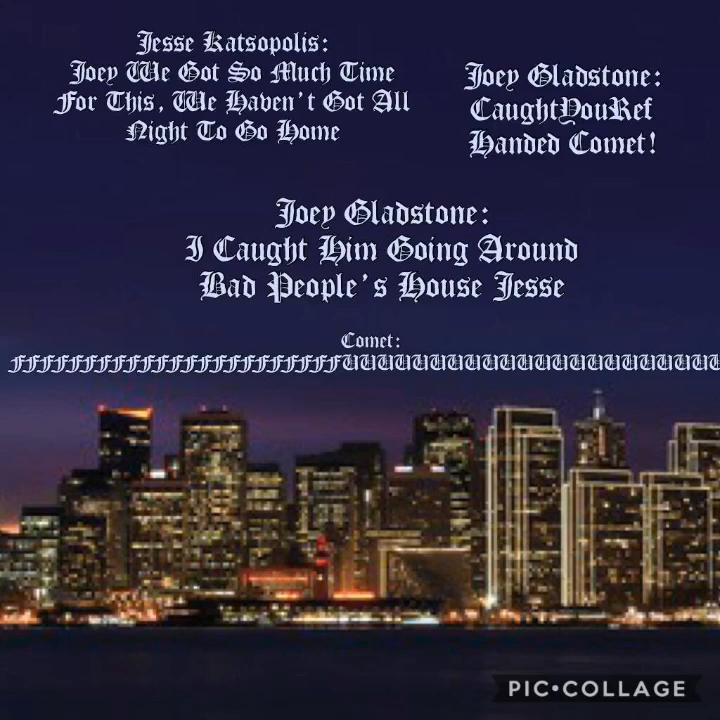 Jesse Katsopolis:
Joey We Got So Much Time
For This, We Haven't Got All
Night To Go Home
Joey Gladstone:
CaughtYouRef
Handed Comet!
Joey Gladstone:
I Caught Him Going Around
Bad People's House Jesse
Comet:
FFFFFFFFFFFFFFFFFFFFFFFUUUUUUUUUUUUUUUUUUUUU
PIC•COLLAGE